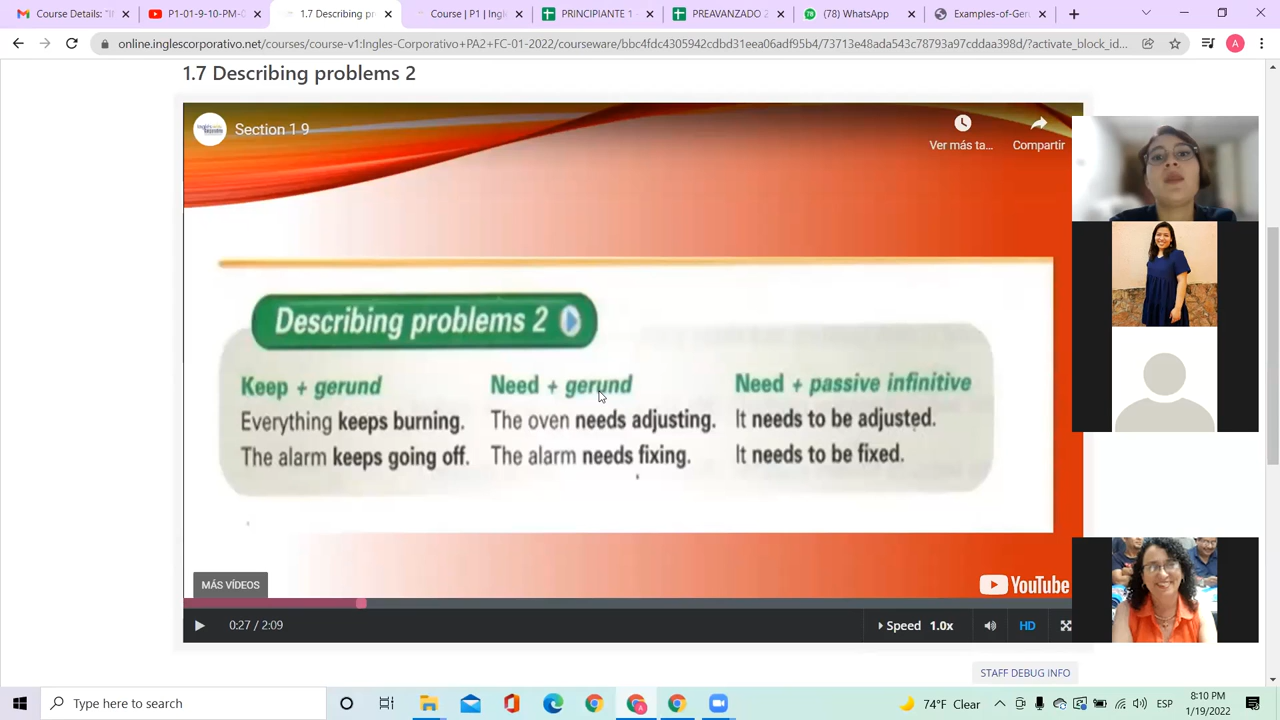 Course Details: "I
P1-01-9-10-PM-
1.7 Describing problems
Course | P1 | Ingl
PRINCIPIANTE 1 -
PREAVANZADO 2
(78) WhatsApp
Examples-of-Ger
online.inglescorporativo.net/courses/course-v1:Ingles-Corporativo+PA2+EC-01-2022/courseware/bbc4fdc4305942cdbd31eea06adf95b4/73713e48ada543c78793a97cddaa398d/?activate_block_id...
A
1.7 Describing problems 2
Section 1 9
Ver más ta...
Compartir
Describing problems 2
Keep + gerund
Need + gerund
Need + passive infinitive
Everything keeps burning.
The oven needs adjusting.
It needs to be adjusted.
The alarm keeps going off.
The alarm needs fixing.
It needs to be fixed.
MÁS VÍDEOS
YouTube
0:27 / 2:09
Speed 1.0x
HD
STAFF DEBUG INFO
Type here to search
74°F Clear
ESP
8:10 PM
1/19/2022